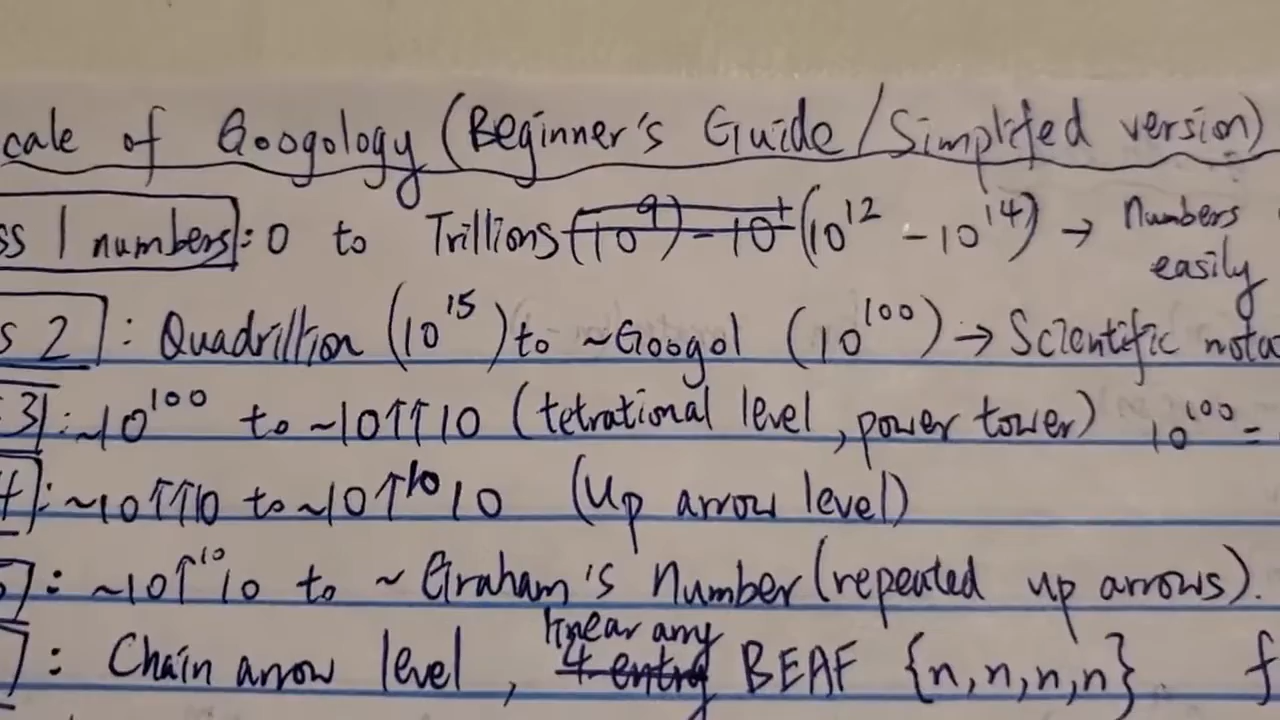 cale of Googology (Beginner's Guide/Simplified version)
ss 1 numbers: 0 to Trillions (10^9) - 10 (10^12 - 10^14) → Numbers
easily
s 2: Quadrillion (10^15) to ~Googol (10^100) → Scientific nota
3: ~10^100 to ~10↑↑10 (tetrational level, power tower) 10^100 =
: ~10↑↑10 to ~10↑^10 10 (Up arrow level)
: ~10↑^10 10 to ~ Graham's Number (repeated up arrows).
linear
: Chain arrow level, 4 entry BEAF {n,n,n,n} f